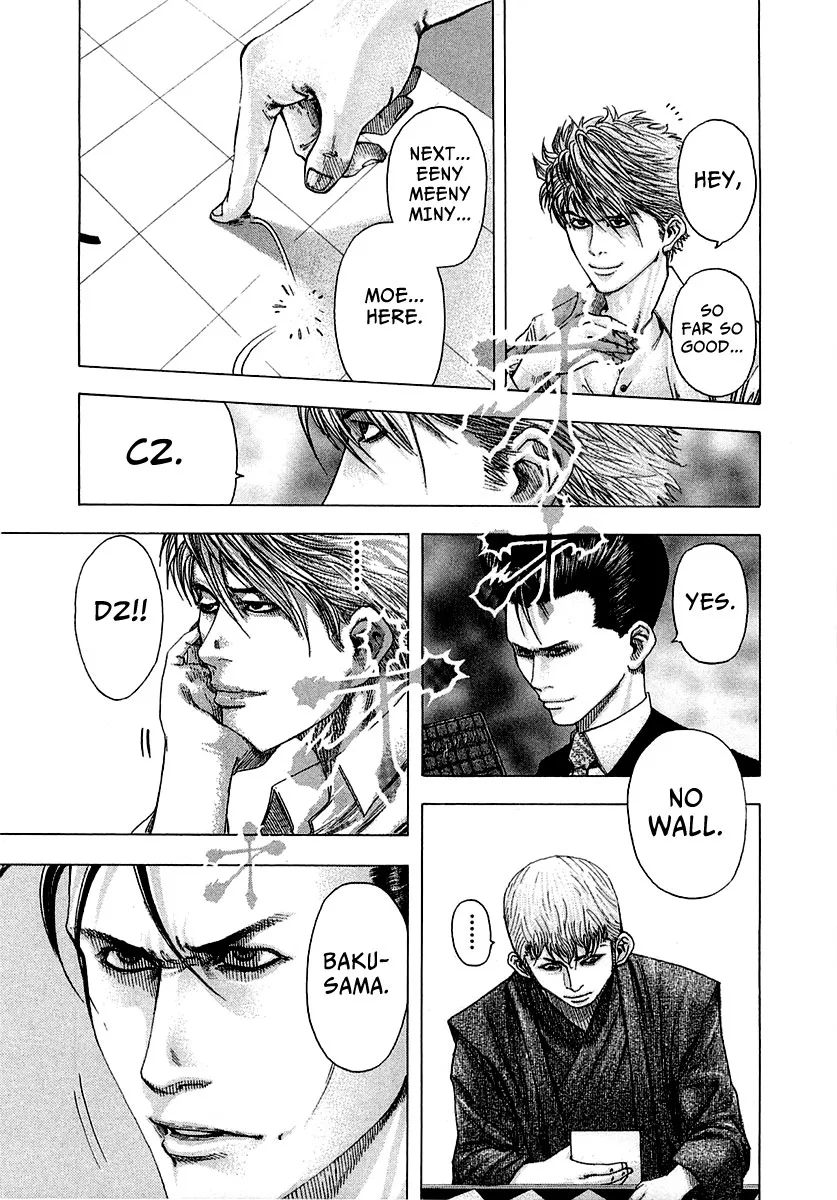 HEY,
SO
FAR SO
GOOD...
NEXT...
EENY
MEENY
MINY...
MOE...
HERE.
C2.
YES.
NO
WALL.
D2!!
BAKU-
SAMA.